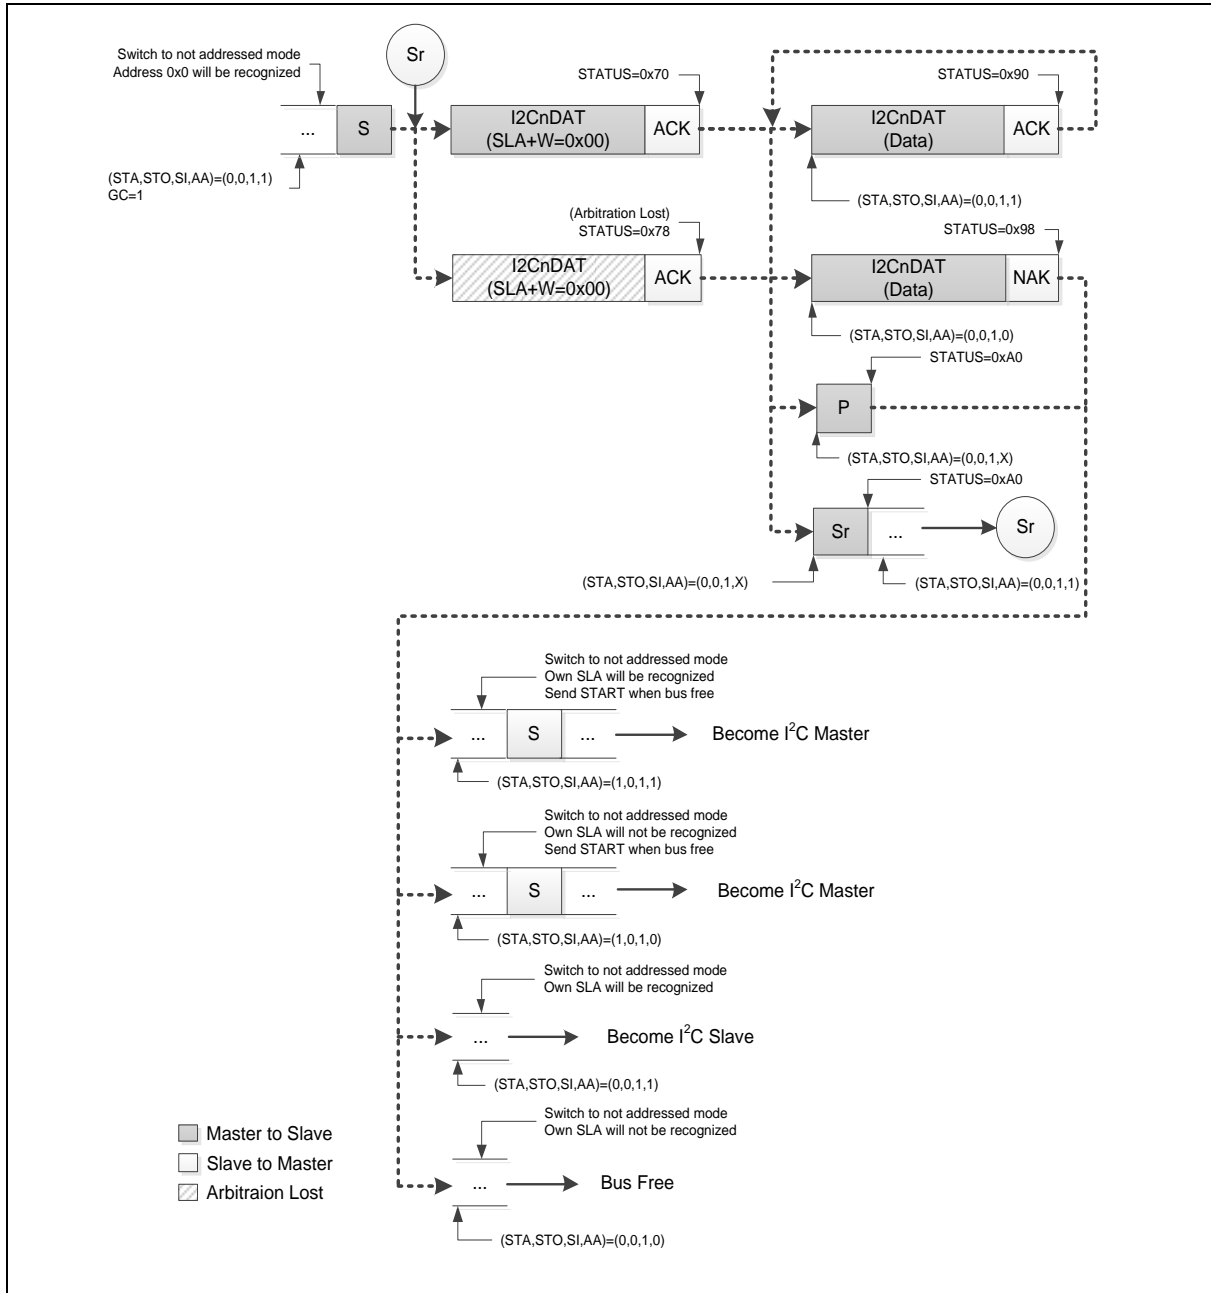 Switch to not addressed mode
Address 0x0 will be recognized
Sr
STATUS=0x70
STATUS=0x90
...
S
I2CnDAT
(SLA+W=0x00)
ACK
I2CnDAT
(Data)
ACK
(STA,STO,SI,AA)=(0,0,1,1)
GC=1
(STA,STO,SI,AA)=(0,0,1,1)
(Arbitration Lost)
STATUS=0x78
STATUS=0x98
I2CnDAT
(SLA+W=0x00)
ACK
I2CnDAT
(Data)
NAK
(STA,STO,SI,AA)=(0,0,1,0)
STATUS=0xA0
P
(STA,STO,SI,AA)=(0,0,1,X)
STATUS=0xA0
Sr
...
Sr
(STA,STO,SI,AA)=(0,0,1,X)
(STA,STO,SI,AA)=(0,0,1,1)
Switch to not addressed mode
Own SLA will be recognized
Send START when bus free
...
S
...
Become I²C Master
(STA,STO,SI,AA)=(1,0,1,1)
Switch to not addressed mode
Own SLA will not be recognized
Send START when bus free
...
S
...
Become I²C Master
(STA,STO,SI,AA)=(1,0,1,0)
Switch to not addressed mode
Own SLA will be recognized
...
Become I²C Slave
(STA,STO,SI,AA)=(0,0,1,1)
Switch to not addressed mode
Own SLA will not be recognized
...
Bus Free
(STA,STO,SI,AA)=(0,0,1,0)
Master to Slave
Slave to Master
Arbitraion Lost